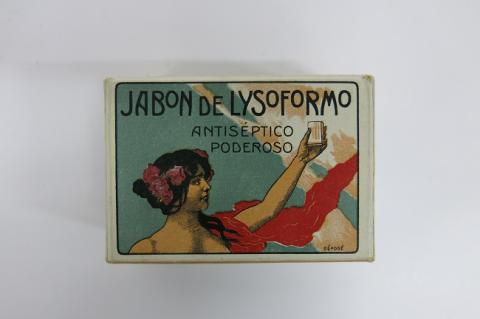 JABON DE LYSOFORMO
ANTISÉPTICO
PODEROSO
DÉPOSÉ